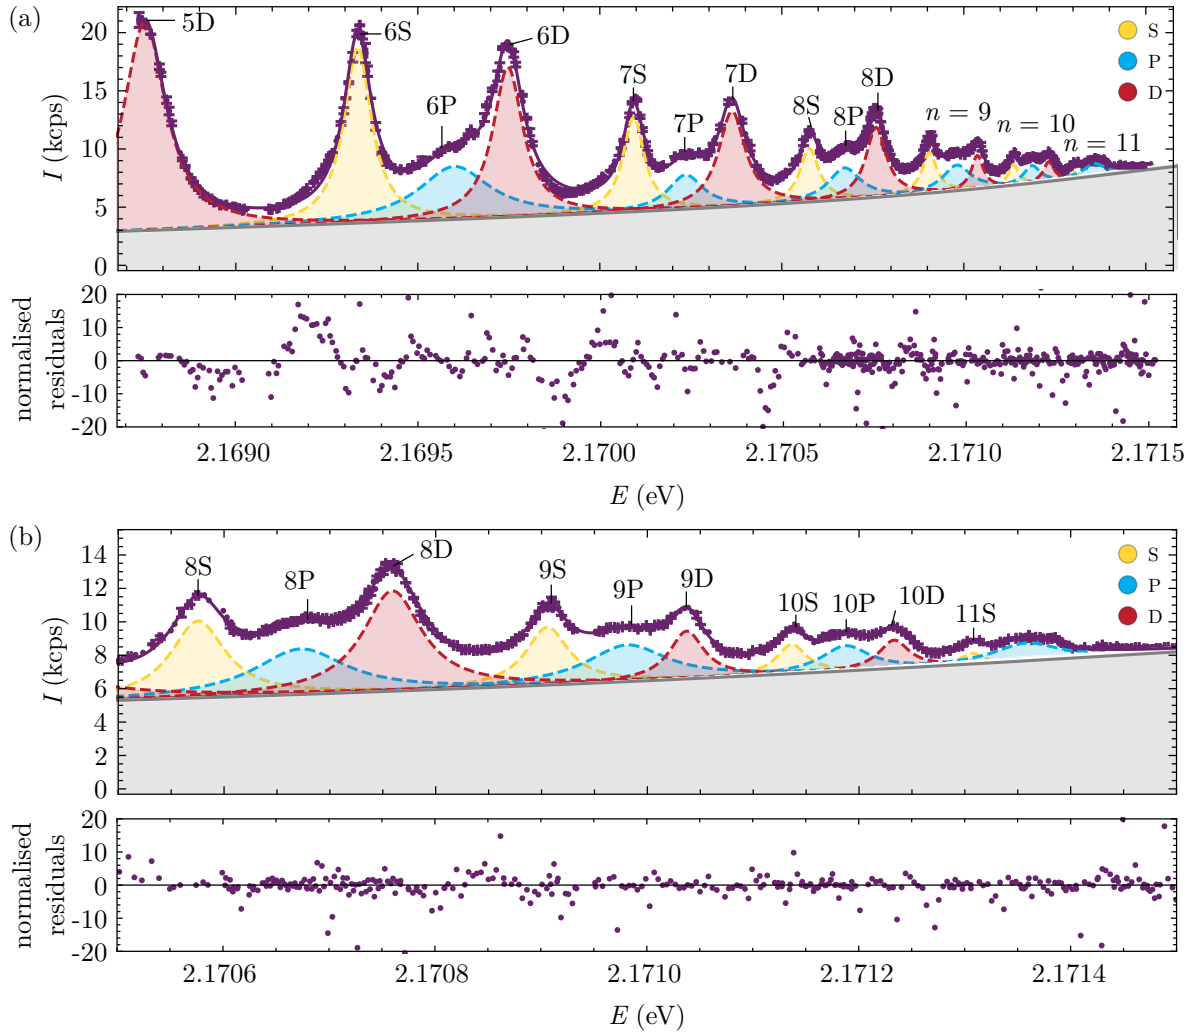 (a)
I (kcps)
20
15
10
5
0
5D
6S
6P
6D
7S
7P
7D
8S
8P
8D
n = 9
n = 10
n = 11
S
P
D
normalised
residuals
20
10
0
-10
-20
2.1690
2.1695
2.1700
2.1705
2.1710
2.1715
E (eV)
(b)
I (kcps)
14
12
10
8
6
4
2
0
8S
8P
8D
9S
9P
9D
10S
10P
10D
11S
S
P
D
normalised
residuals
20
10
0
-10
-20
2.1706
2.1708
2.1710
2.1712
2.1714
E (eV)